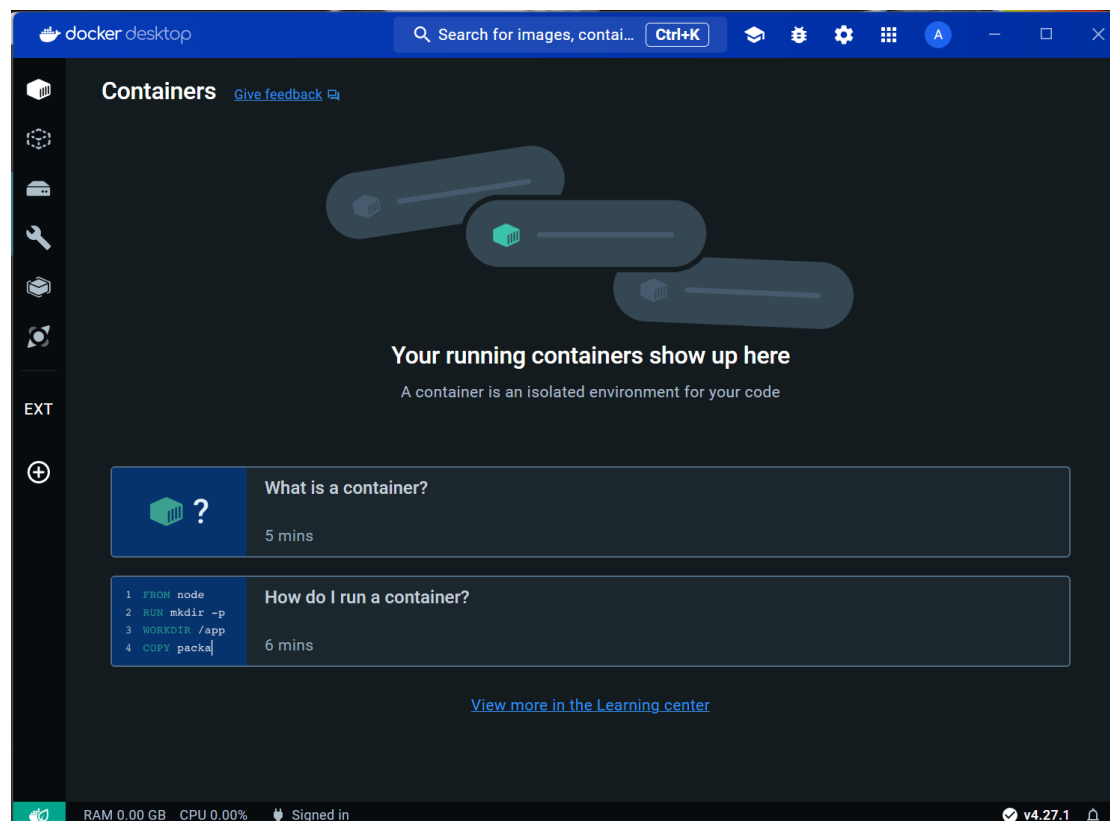 docker desktop
Search for images, contai... Ctrl+K
A
Containers Give feedback
Your running containers show up here
A container is an isolated environment for your code
EXT
?
What is a container?
5 mins
1 FROM node
2 RUN mkdir -p
3 WORKDIR /app
4 COPY packa
How do I run a container?
6 mins
View more in the Learning center
RAM 0.00 GB CPU 0.00% Signed in v4.27.1